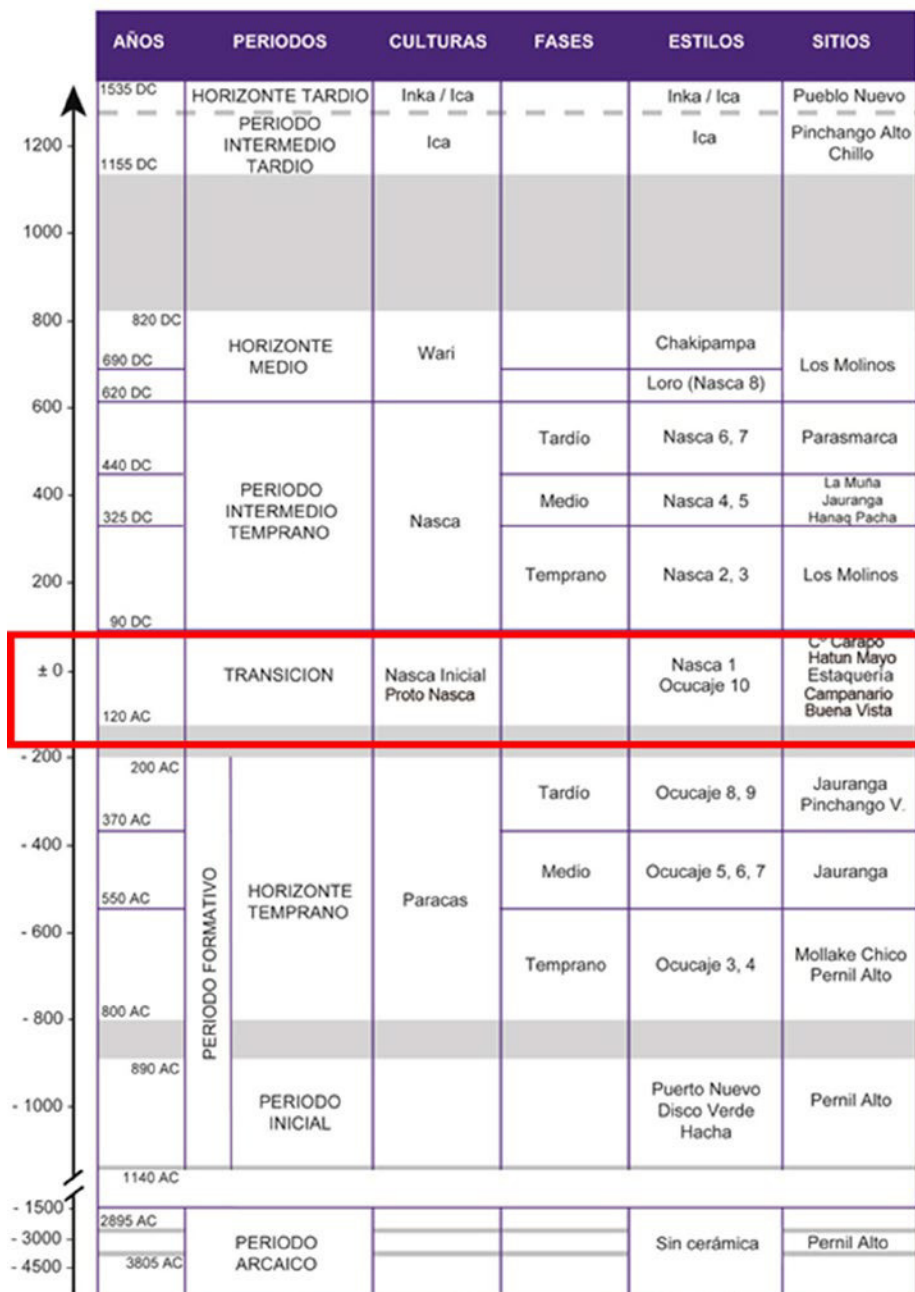 AÑOS PERIODOS CULTURAS FASES ESTILOS SITIOS
1535 DC HORIZONTE TARDIO Inka / Ica Inka / Ica Pueblo Nuevo
1200
PERIODO
INTERMEDIO
TARDIO
Ica
Ica
Pinchango Alto
Chillo
1155 DC
1000
800
820 DC
HORIZONTE
MEDIO
Wari
Chakipampa
Los Molinos
690 DC
Loro (Nasca 8)
620 DC
600
PERIODO
INTERMEDIO
TEMPRANO
Nasca
Tardío Nasca 6, 7 Parasmarca
440 DC
400
Medio Nasca 4, 5
La Muña
Jauranga
Hanaq Pacha
325 DC
200
Temprano Nasca 2, 3 Los Molinos
90 DC
± 0
TRANSICION
Nasca Inicial
Proto Nasca
Nasca 1
Ocucaje 10
Cº Carapo
Hatun Mayo
Estaquería
Campanario
Buena Vista
120 AC
- 200
200 AC
PERIODO FORMATIVO
HORIZONTE
TEMPRANO
Paracas
Tardío Ocucaje 8, 9
Jauranga
Pinchango V.
370 AC
- 400
Medio Ocucaje 5, 6, 7 Jauranga
550 AC
- 600
Temprano Ocucaje 3, 4
Mollake Chico
Pernil Alto
800 AC
- 800
890 AC
- 1000
PERIODO
INICIAL
Puerto Nuevo
Disco Verde
Hacha
Pernil Alto
1140 AC
- 1500
2895 AC
- 3000
PERIODO
ARCAICO
Sin cerámica Pernil Alto
3805 AC
- 4500